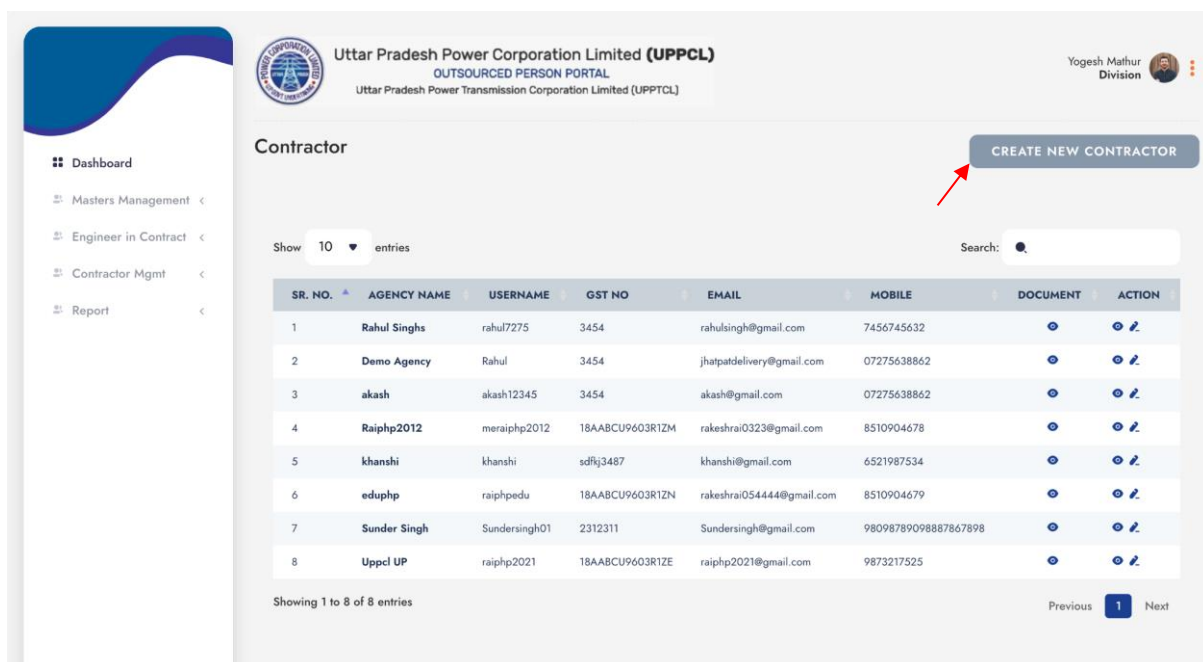 Uttar Pradesh Power Corporation Limited (UPPCL)
OUTSOURCED PERSON PORTAL
Uttar Pradesh Power Transmission Corporation Limited (UPPTCL)
Yogesh Mathur
Division
Dashboard
Masters Management
Engineer in Contract
Contractor Mgmt
Report
Contractor
CREATE NEW CONTRACTOR
Show 10 entries
Search:
SR. NO. AGENCY NAME USERNAME GST NO EMAIL MOBILE DOCUMENT ACTION
1 Rahul Singhs rahul7275 3454 rahulsingh@gmail.com 7456745632
2 Demo Agency Rahul 3454 jhatpatdelivery@gmail.com 07275638862
3 akash akash12345 3454 akash@gmail.com 07275638862
4 Raiphp2012 meraiphp2012 18AABCU9603R1ZM rakeshrai0323@gmail.com 8510904678
5 khanshi khanshi sdfkj3487 khanshi@gmail.com 6521987534
6 eduphp raiphpedu 18AABCU9603R1ZN rakeshrai054444@gmail.com 8510904679
7 Sunder Singh Sundersingh01 2312311 Sundersingh@gmail.com 98098789098887867898
8 Uppcl UP raiphp2021 18AABCU9603R1ZE raiphp2021@gmail.com 9873217525
Showing 1 to 8 of 8 entries
Previous 1 Next